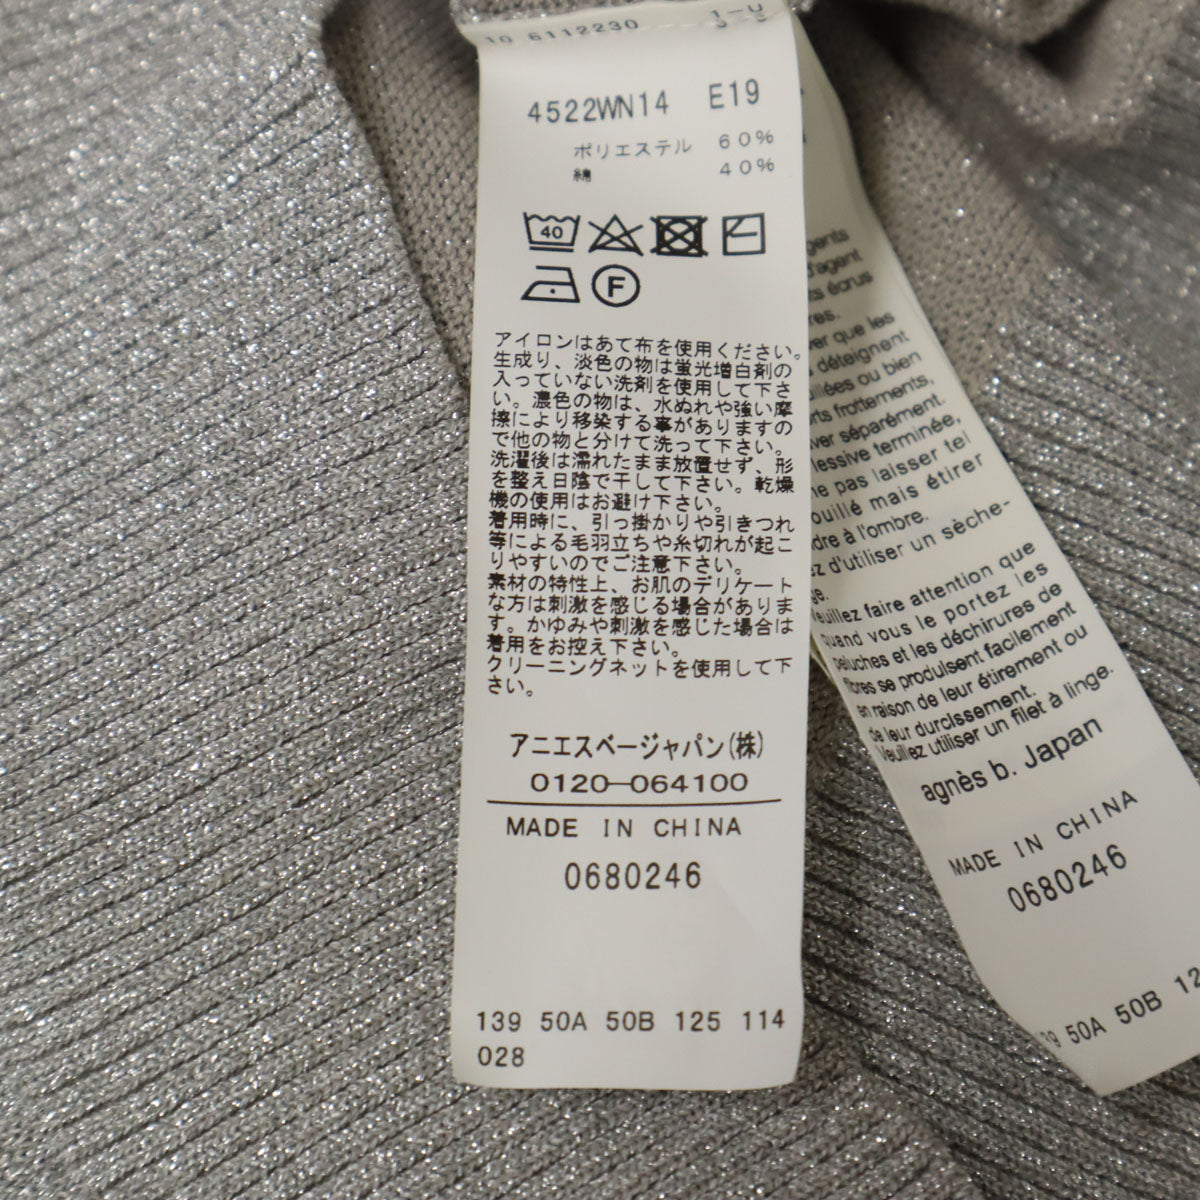 10 6112230
4522WN14 E19
ポリエステル 60%
綿 40%
40
F
アイロンはあて布を使用ください。
生成り、淡色の物は蛍光増白剤の
入っていない洗剤を使用して下さ
い。濃色の物は、水ぬれや強い摩
擦により移染する事がありますの
で他の物と分けて洗って下さい。
洗濯後は濡れたまま放置せず、形
を整え日陰で干して下さい。乾燥
機の使用はお避け下さい。
着用時に、引っ掛かりや引きつれ
等による毛羽立ちや糸切れが起こ
りやすいのでご注意下さい。
素材の特性上、お肌のデリケート
な方は刺激を感じる場合がありま
す。かゆみや刺激を感じた場合は
着用をお控え下さい。
クリーニングネットを使用して下
さい。
アニエスベージャパン(株)
0120-064100
MADE IN CHINA
0680246
139 50A 50B 125 114
028
d'agent
écrus
que les
déteignent
ou bien
frottements,
séparément.
terminée,
pas laisser tel
mais étirer
à l'ombre.
d'utiliser un sèche-
Veuillez faire attention que
quand vous le portez les
peluches et les déchirures de
fibres se produisent facilement
en raison de leur étirement ou
de leur durcissement.
Veuillez utiliser un filet à linge.
agnès b. Japan
MADE IN CHINA
0680246
50A 50B